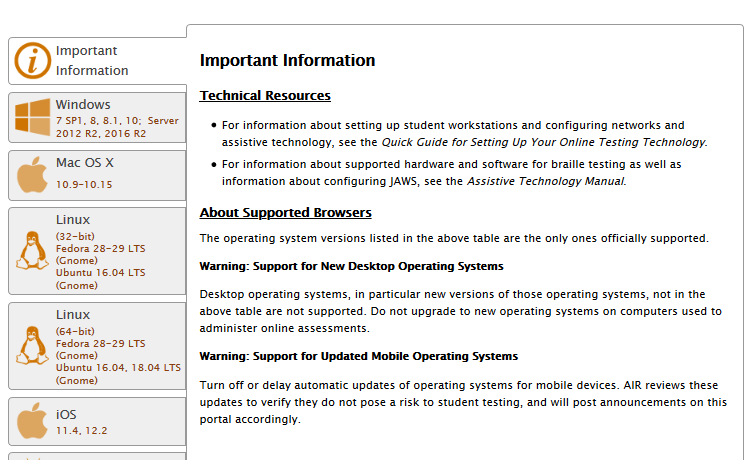 Important
Information
Windows
7 SP1, 8, 8.1, 10; Server
2012 R2, 2016 R2
Mac OS X
10.9-10.15
Linux
(32-bit)
Fedora 28-29 LTS
(Gnome)
Ubuntu 16.04 LTS
(Gnome)
Linux
(64-bit)
Fedora 28-29 LTS
(Gnome)
Ubuntu 16.04, 18.04 LTS
(Gnome)
iOS
11.4, 12.2
Important Information
Technical Resources
• For information about setting up student workstations and configuring networks and
assistive technology, see the Quick Guide for Setting Up Your Online Testing Technology.
• For information about supported hardware and software for braille testing as well as
information about configuring JAWS, see the Assistive Technology Manual.
About Supported Browsers
The operating system versions listed in the above table are the only ones officially supported.
Warning: Support for New Desktop Operating Systems
Desktop operating systems, in particular new versions of those operating systems, not in the
above table are not supported. Do not upgrade to new operating systems on computers used to
administer online assessments.
Warning: Support for Updated Mobile Operating Systems
Turn off or delay automatic updates of operating systems for mobile devices. AIR reviews these
updates to verify they do not pose a risk to student testing, and will post announcements on this
portal accordingly.